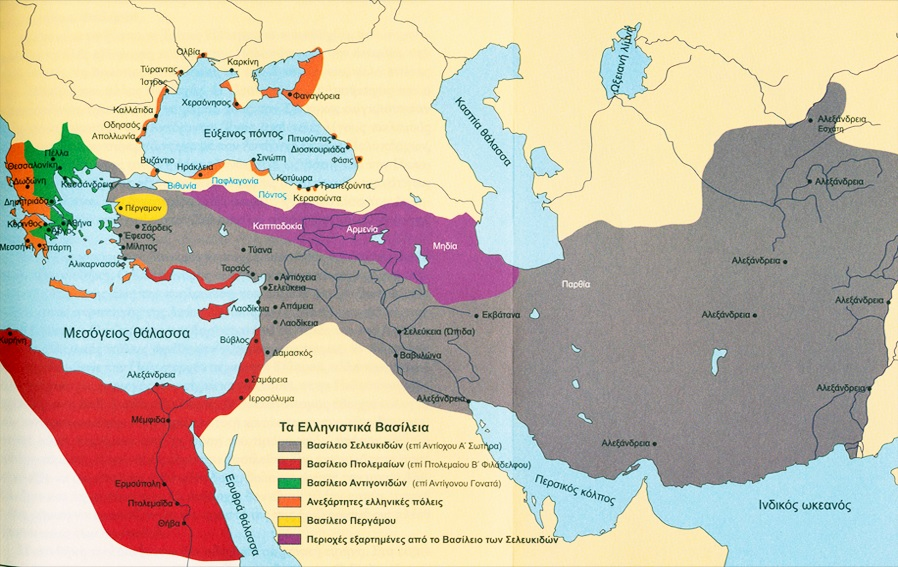 Ολβία
Καρκίνη
Τύραντας
Ίστρος
Φαναγόρεια
Χερσόνησος
Καλλάτιδα
Οδησσός
Απολλωνία
Εύξεινος πόντος
Πιτυούντας
Διοσκουριάδα
Φάσις
Κασπία θάλασσα
Ωξειανή λίμνη
Αλεξάνδρεια
Εσχάτη
Αλεξάνδρεια
Βυζάντιο
Ηράκλεια
Σινώπη
Κοτύωρα
Τραπεζούντα
Κερασούντα
Βιθυνία
Παφλαγονία
Πόντος
Πέλλα
Θεσσαλονίκη
Δωδώνη
Κασσάνδρεια
Δημητριάδα
Κόρινθος
Αθήνα
Άργος
Μεσσήνη
Σπάρτη
Πέργαμον
Σάρδεις
Έφεσος
Μίλητος
Αλικαρνασσός
Καππαδοκία
Αρμενία
Μηδία
Παρθία
Τύανα
Ταρσός
Αντιόχεια
Σελεύκεια
Λαοδίκεια
Απάμεια
Λαοδίκεια
Εκβάτανα
Σελεύκεια (Ώπιδα)
Βαβυλώνα
Αλεξάνδρεια
Αλεξάνδρεια
Αλεξάνδρεια
Αλεξάνδρεια
Αλεξάνδρεια
Αλεξάνδρεια
Μεσόγειος θάλασσα
Κυρήνη
Βύβλος
Δαμασκός
Σαμάρεια
Ιεροσόλυμα
Αλεξάνδρεια
Μέμφιδα
Ερμούπολη
Πτολεμαΐδα
Θήβα
Ερυθρά θάλασσα
Περσικός κόλπος
Ινδικός ωκεανός
Τα Ελληνιστικά Βασίλεια
Βασίλειο Σελευκιδών (επί Αντίοχου Α΄ Σωτήρα)
Βασίλειο Πτολεμαίων (επί Πτολεμαίου Β΄ Φιλάδελφου)
Βασίλειο Αντιγονιδών (επί Αντίγονου Γονατά)
Ανεξάρτητες ελληνικές πόλεις
Βασίλειο Περγάμου
Περιοχές εξαρτημένες από το Βασίλειο των Σελευκιδών